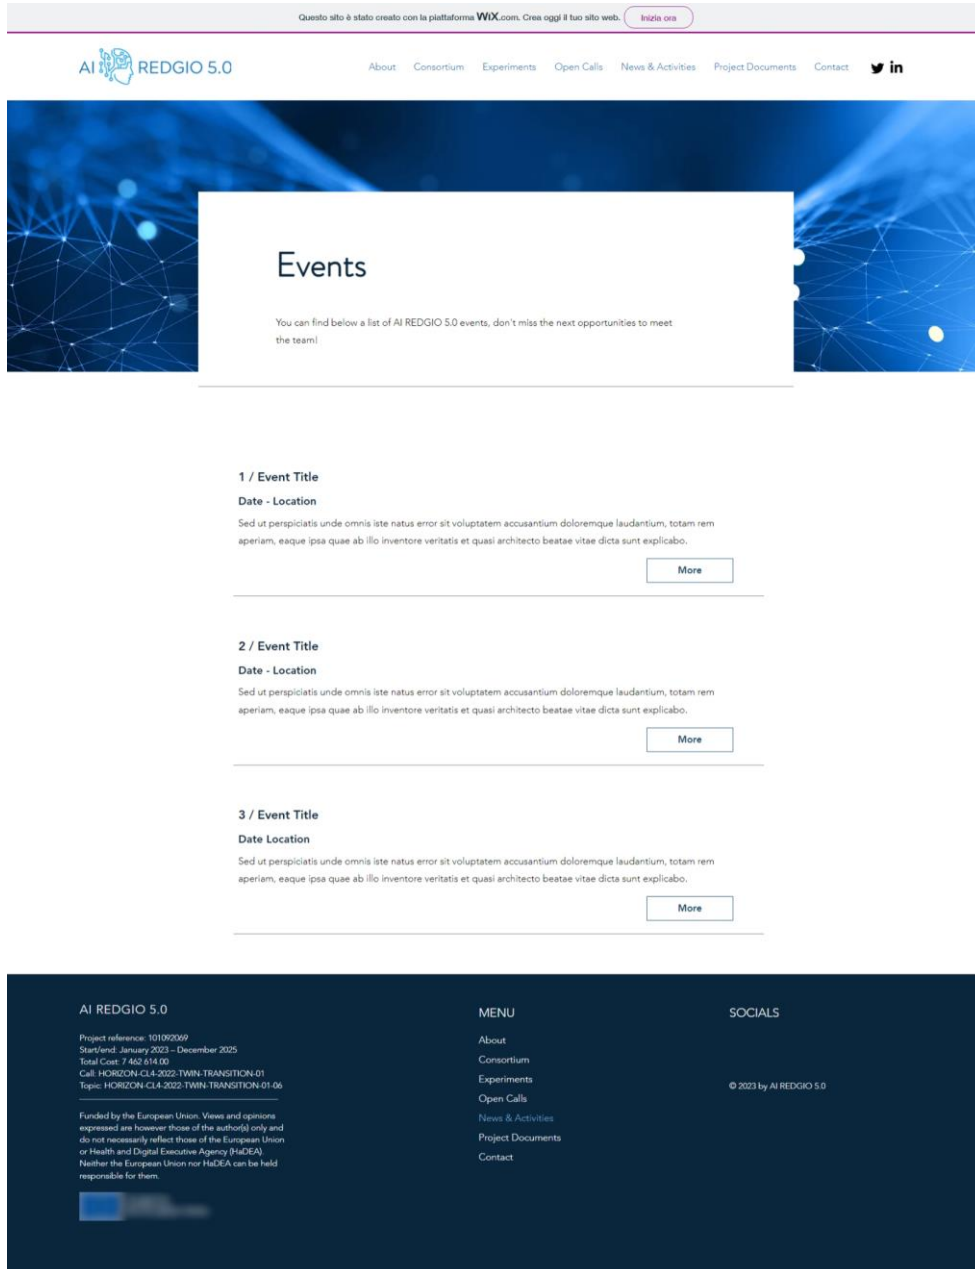 Questo sito è stato creato con la piattaforma WiX.com. Crea oggi il tuo sito web. Inizia ora
AI REDGIO 5.0
About Consortium Experiments Open Calls News & Activities Project Documents Contact
Events
You can find below a list of AI REDGIO 5.0 events, don't miss the next opportunities to meet
the team!
1 / Event Title
Date - Location
Sed ut perspiciatis unde omnis iste natus error sit voluptatem accusantium doloremque laudantium, totam rem
aperiam, eaque ipsa quae ab illo inventore veritatis et quasi architecto beatae vitae dicta sunt explicabo.
More
2 / Event Title
Date - Location
Sed ut perspiciatis unde omnis iste natus error sit voluptatem accusantium doloremque laudantium, totam rem
aperiam, eaque ipsa quae ab illo inventore veritatis et quasi architecto beatae vitae dicta sunt explicabo.
More
3 / Event Title
Date Location
Sed ut perspiciatis unde omnis iste natus error sit voluptatem accusantium doloremque laudantium, totam rem
aperiam, eaque ipsa quae ab illo inventore veritatis et quasi architecto beatae vitae dicta sunt explicabo.
More
AI REDGIO 5.0
Project reference: 101092069
Start/end: January 2023 – December 2025
Total Cost: 7 462 614.00
Call: HORIZON-CL4-2022-TWIN-TRANSITION-01
Topic: HORIZON-CL4-2022-TWIN-TRANSITION-01-06
Funded by the European Union. Views and opinions
expressed are however those of the author(s) only and
do not necessarily reflect those of the European Union
or Health and Digital Executive Agency (HaDEA).
Neither the European Union nor HaDEA can be held
responsible for them.
MENU
About
Consortium
Experiments
Open Calls
News & Activities
Project Documents
Contact
SOCIALS
© 2023 by AI REDGIO 5.0